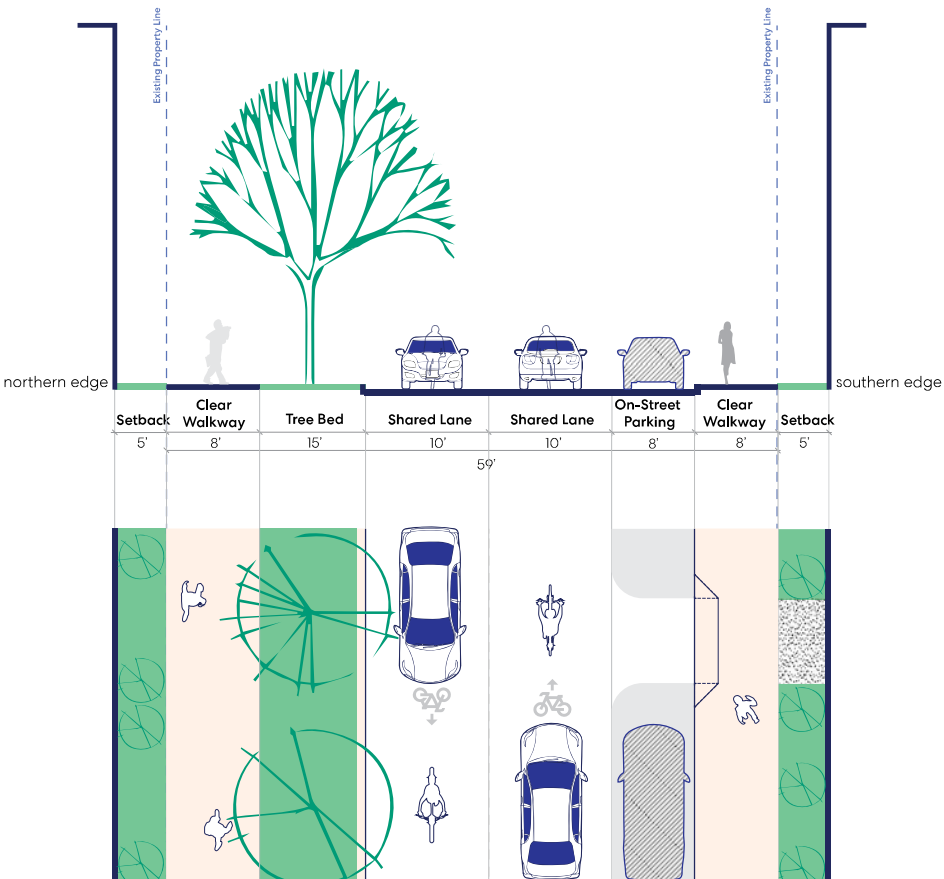 Existing Property Line
Existing Property Line
northern edge
southern edge
Setback
Clear
Walkway
Tree Bed
Shared Lane
Shared Lane
On-Street
Parking
Clear
Walkway
Setback
5'
8'
15'
10'
10'
8'
8'
5'
59'